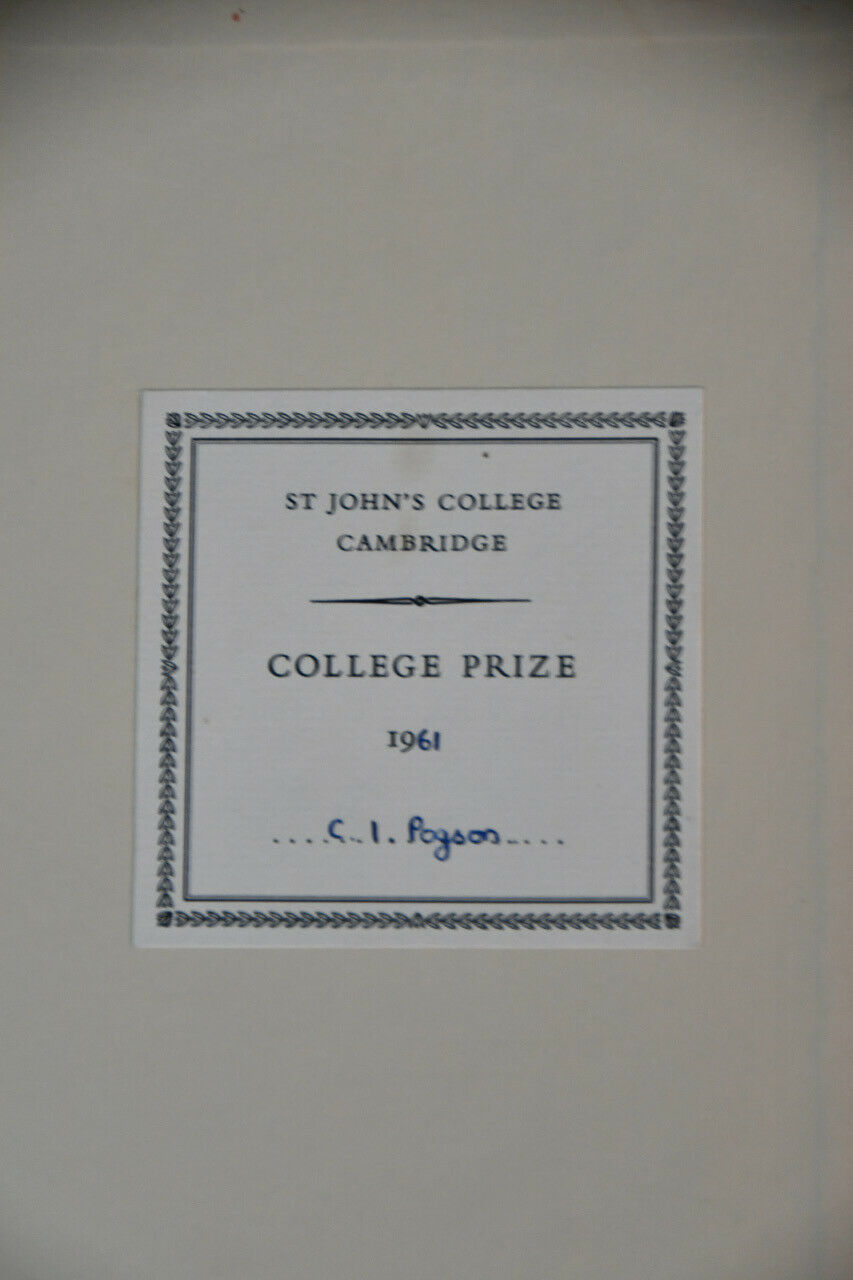 ST JOHN'S COLLEGE
CAMBRIDGE
COLLEGE PRIZE
1961
....C. I. Pogson....